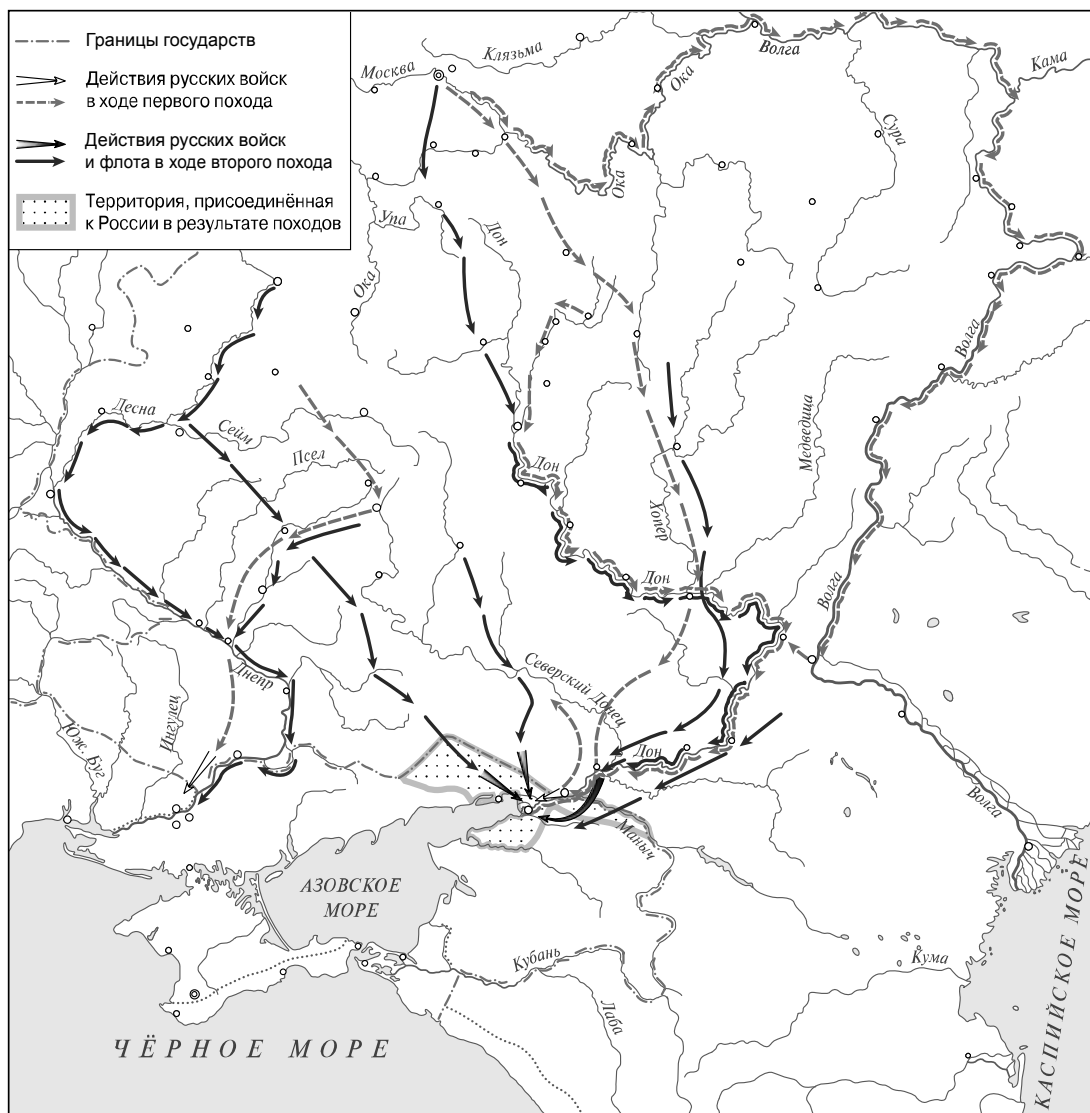 Границы государств
Действия русских войск
в ходе первого похода
Действия русских войск
и флота в ходе второго похода
Территория, присоединённая
к России в результате походов
Москва
Клязьма
Волга
Ока
Кама
Сура
Ока
Упа
Дон
Ока
Волга
Десна
Сейм
Псел
Медведица
Дон
Хопер
Дон
Волга
Днепр
Северский Донец
Ингулец
Юж. Буг
Дон
Волга
Маныч
АЗОВСКОЕ
МОРЕ
Кубань
Кума
Лаба
ЧЁРНОЕ МОРЕ
КАСПИЙСКОЕ МОРЕ